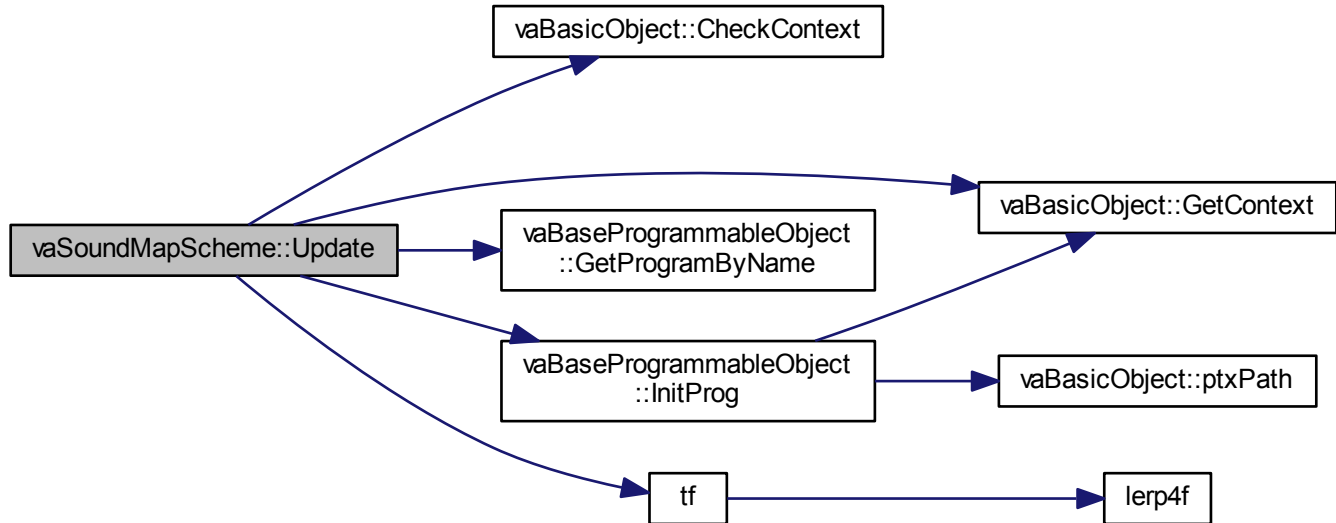 vaBasicObject::CheckContext
vaBasicObject::GetContext
vaSoundMapScheme::Update
vaBaseProgrammableObject
::GetProgramByName
vaBaseProgrammableObject
::InitProg
vaBasicObject::ptxPath
tf
lerp4f